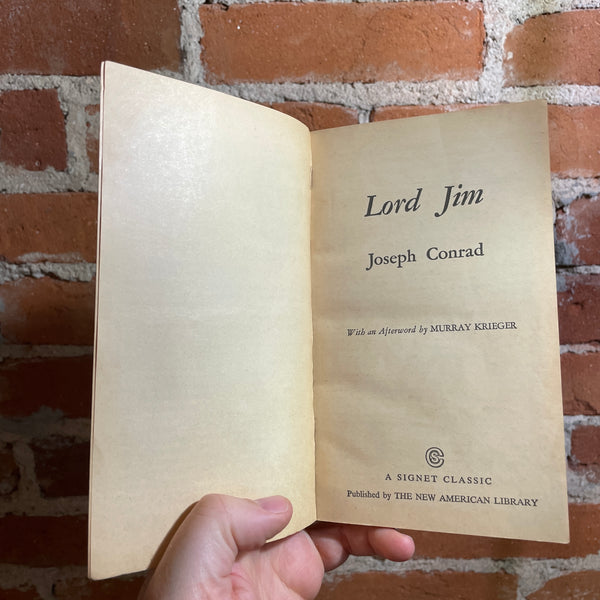 Lord Jim
Joseph Conrad
With an Afterword by MURRAY KRIEGER
A SIGNET CLASSIC
Published by THE NEW AMERICAN LIBRARY